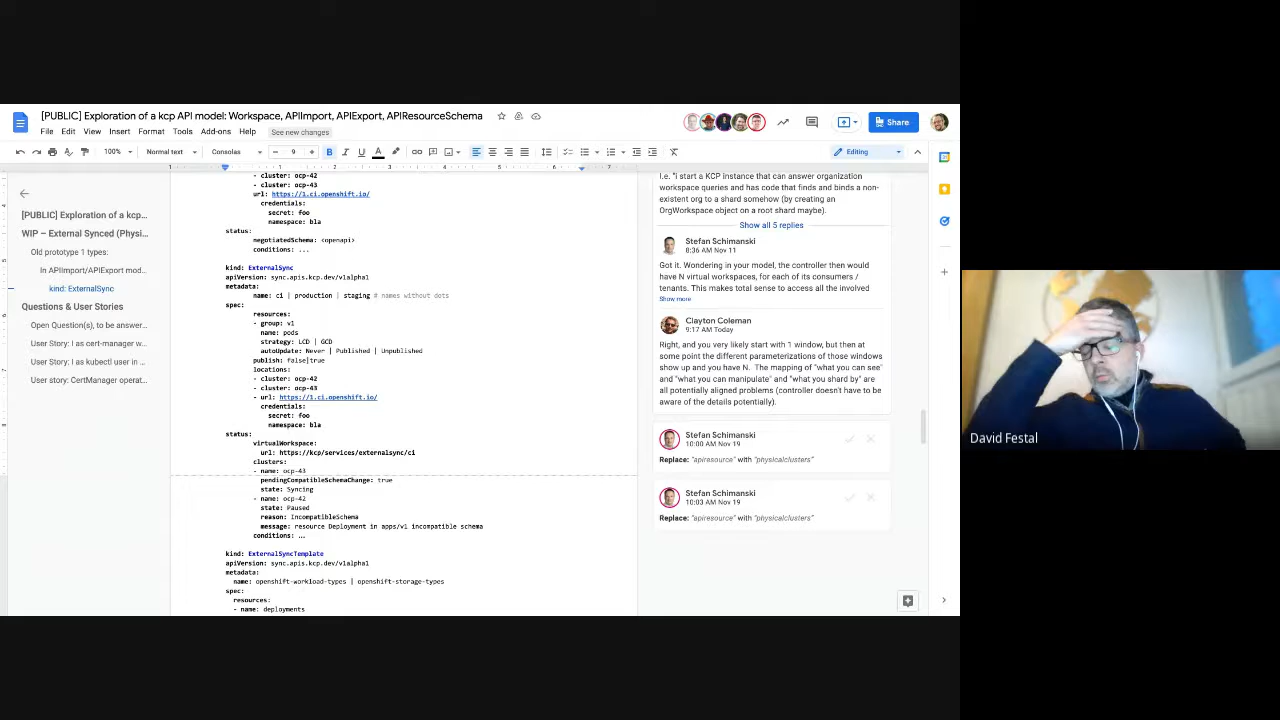 [PUBLIC] Exploration of a kcp API model: Workspace, APIImport, APIExport, APIResourceSchema
File Edit View Insert Format Tools Add-ons Help See new changes
Share
100% Normal text Consolas 9 Editing
1 1 2 3 4 5 6 7
[PUBLIC] Exploration of a kcp...
WIP – External Synced (Physi...
Old prototype 1 types:
In APIImport/APIExport mod...
kind: ExternalSync
Questions & User Stories
Open Question(s), to be answer...
User Story: I as cert-manager w...
User Story: I as kubectl user in ...
User story: CertManager operat...
- cluster: ocp-42
- cluster: ocp-43
url: https://1.ci.openshift.io/
credentials:
secret: foo
namespace: bla
status:
negotiatedSchema: <openapi>
conditions: ...
kind: ExternalSync
apiVersion: sync.apis.kcp.dev/v1alpha1
metadata:
name: ci | production | staging # names without dots
spec:
resources:
- group: v1
name: pods
strategy: LCD | GCD
autoUpdate: Never | Published | Unpublished
publish: false|true
locations:
- cluster: ocp-42
- cluster: ocp-43
- url: https://1.ci.openshift.io/
credentials:
secret: foo
namespace: bla
status:
virtualWorkspace:
url: https://kcp/services/externalsync/ci
clusters:
- name: ocp-43
pendingCompatibleSchemaChange: true
state: Syncing
- name: ocp-42
state: Paused
reason: IncompatibleSchema
message: resource Deployment in apps/v1 incompatible schema
conditions: ...
kind: ExternalSyncTemplate
apiVersion: sync.apis.kcp.dev/v1alpha1
metadata:
name: openshift-workload-types | openshift-storage-types
spec:
resources:
- name: deployments
I.e. "I start a KCP instance that can answer organization
workspace queries and has code that finds and binds a non-
existent org to a shard somehow (by creating an
OrgWorkspace object on a root shard maybe).
Show all 5 replies
Stefan Schimanski
8:36 AM Nov 11
Got it. Wondering in your model, the controller then would
have N virtual workspaces, for each of its consumers /
tenants. This makes total sense to access all the involved
Show more
Clayton Coleman
9:17 AM Today
Right, and you very likely start with 1 window, but then at
some point the different parameterizations of those windows
show up and you have N. The mapping of "what you can see"
and "what you can manipulate" and "what you shard by" are
all potentially aligned problems (controller doesn't have to be
aware of the details potentially).
Stefan Schimanski
10:00 AM Nov 19
Replace: "apiresource" with "physicalclusters"
Stefan Schimanski
10:03 AM Nov 19
Replace: "apiresource" with "physicalclusters"
David Festal